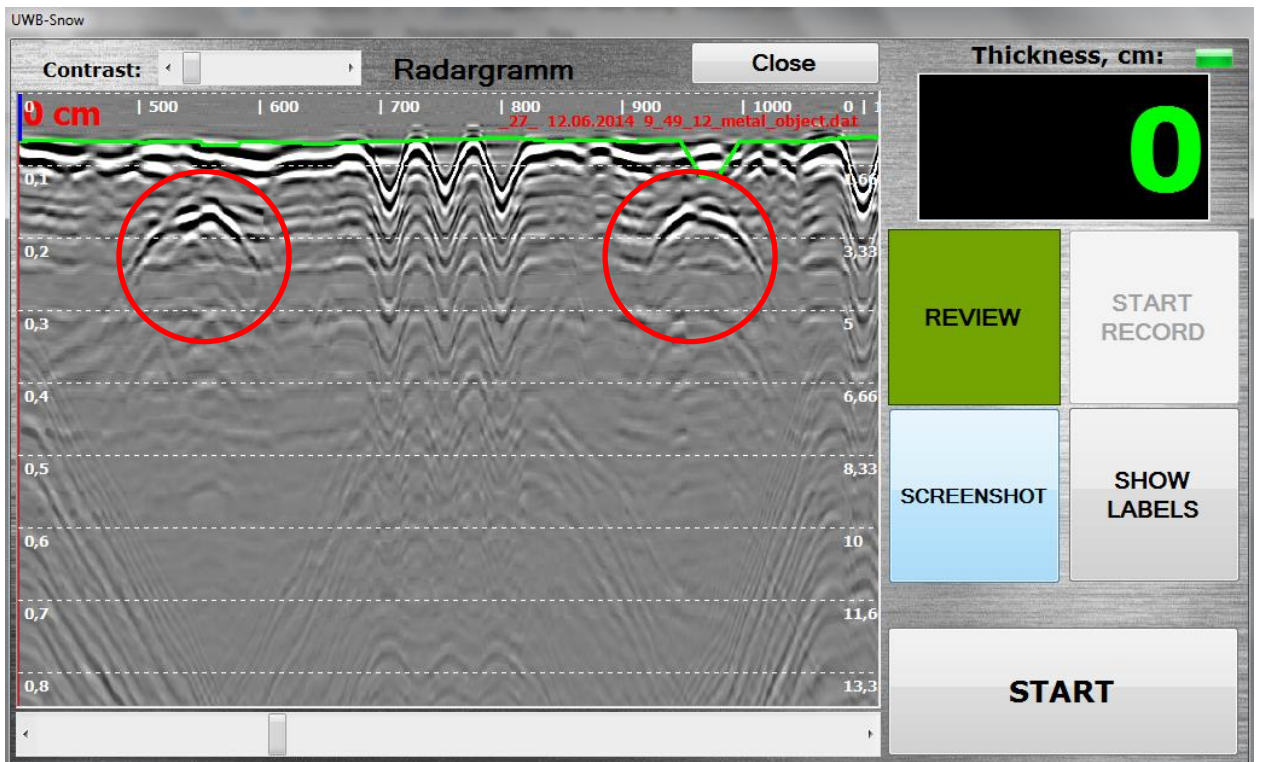 UWB-Snow
Contrast:
Radargramm
Close
Thickness, cm:
0 | 500 | 600 | 700 | 800 | 900 | 1000 0 | 1
0 cm
_27_ 12.06.2014 9_49_12_metal_object.dat
0
0,1 1,66
0,2 3,33
0,3 5
0,4 6,66
0,5 8,33
0,6 10
0,7 11,6
0,8 13,3
REVIEW
START
RECORD
SCREENSHOT
SHOW
LABELS
START